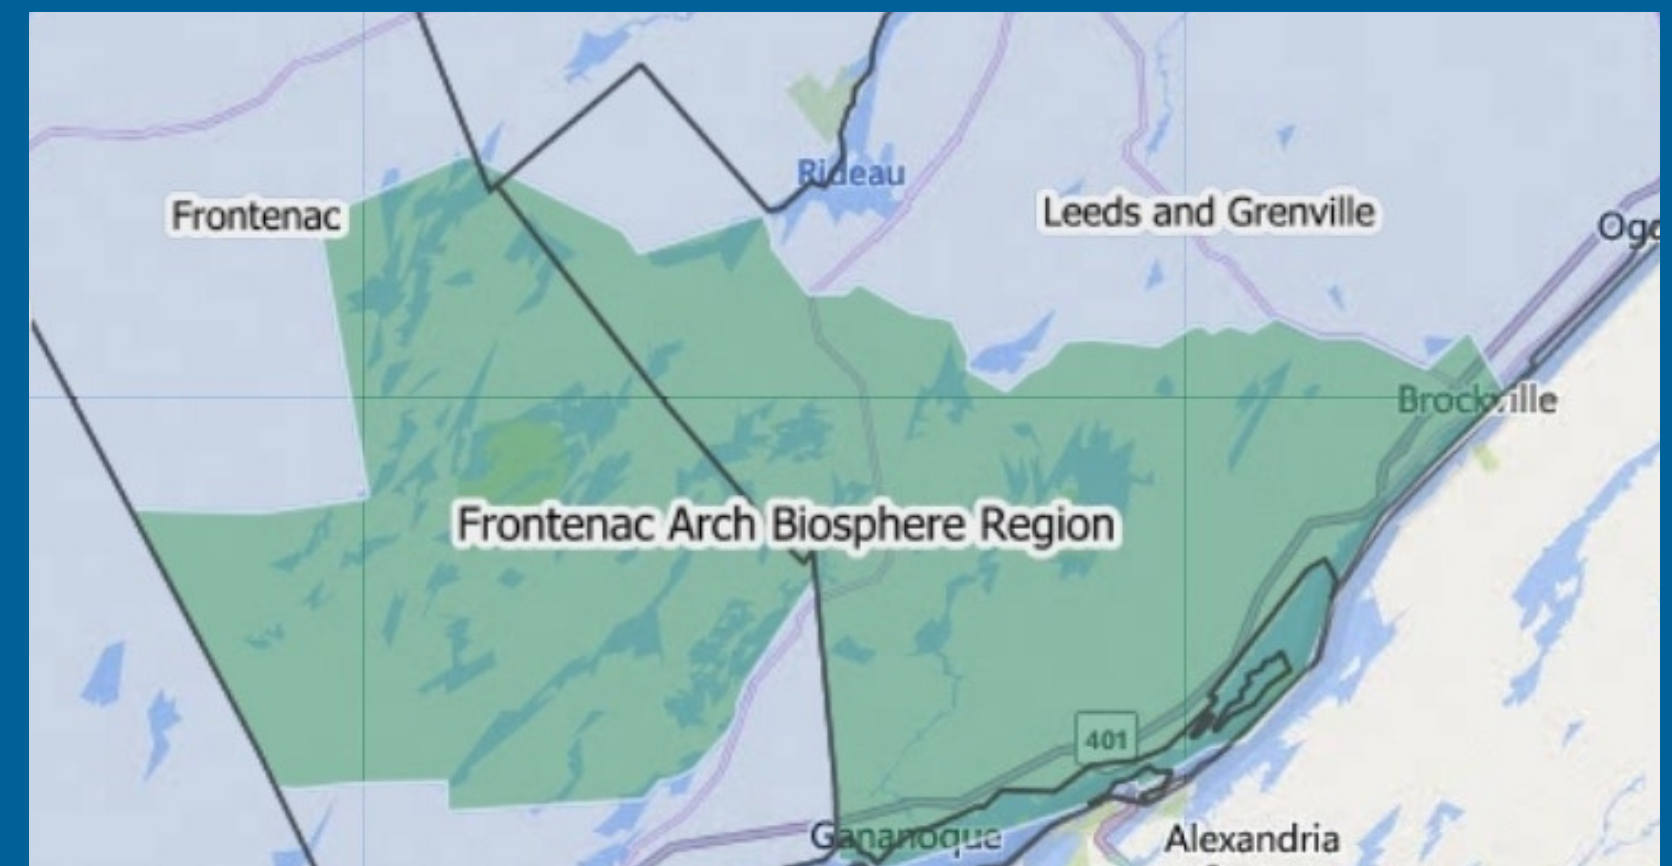 Rideau
Frontenac
Leeds and Grenville
Brockville
Frontenac Arch Biosphere Region
401
Gananoque
Alexandria